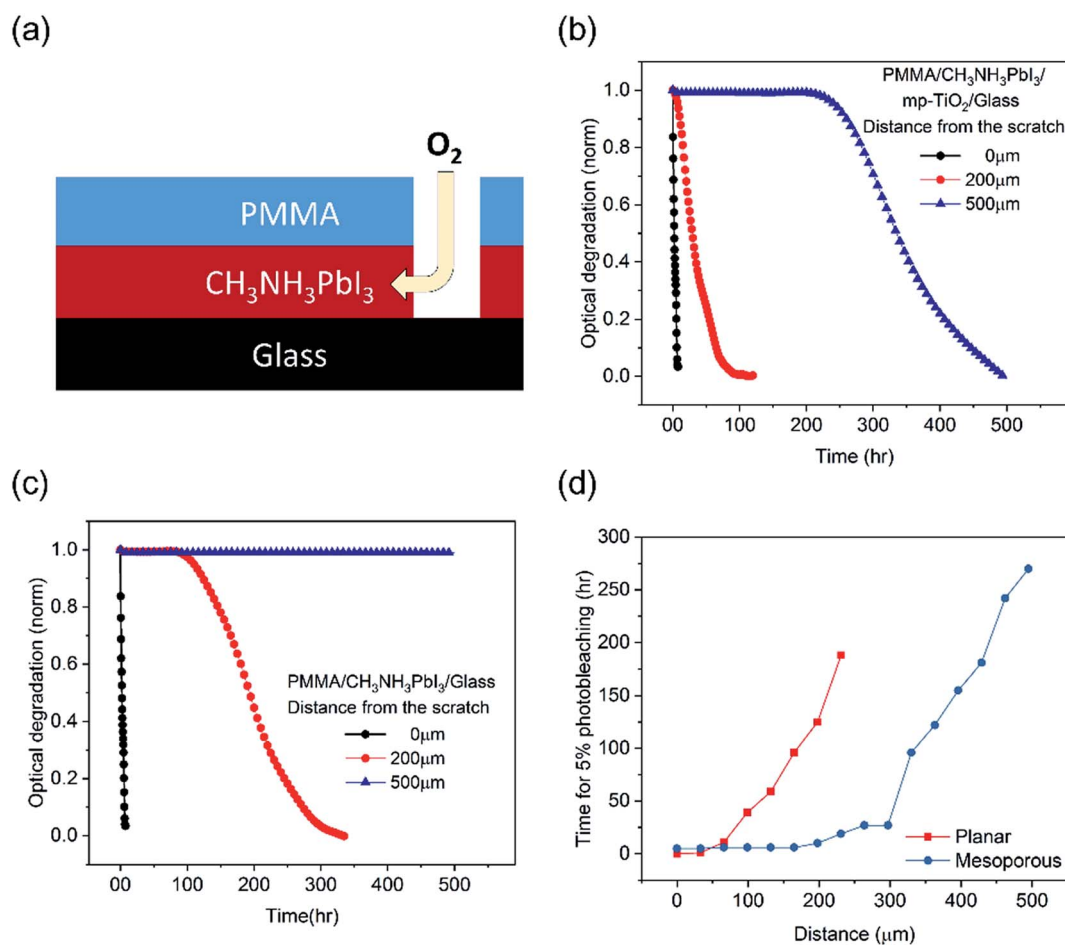 (a)
O₂
PMMA
CH₃NH₃PbI₃
Glass
(b)
Optical degradation (norm)
1.0
0.8
0.6
0.4
0.2
0.0
PMMA/CH₃NH₃PbI₃/
mp-TiO₂/Glass
Distance from the scratch
0μm
200μm
500μm
00 100 200 300 400 500
Time (hr)
(c)
Optical degradation (norm)
1.0
0.8
0.6
0.4
0.2
0.0
PMMA/CH₃NH₃PbI₃/Glass
Distance from the scratch
0μm
200μm
500μm
00 100 200 300 400 500
Time(hr)
(d)
Time for 5% photobleaching (hr)
300
250
200
150
100
50
0
Planar
Mesoporous
0 100 200 300 400 500
Distance (μm)